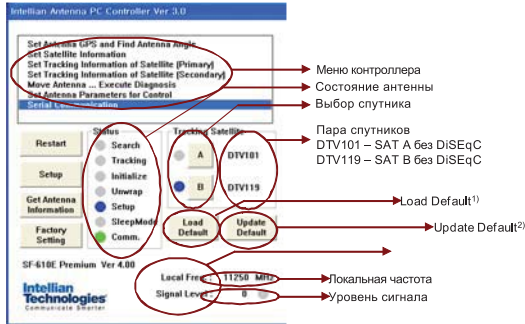 Intellian Antenna PC Controller Ver 3.0
Set Antenna GPS and Find Antenna Angle
Set Satellite Information
Set Tracking Information of Satellite (Primary)
Set Tracking Information of Satellite (Secondary)
Move Antenna ... Execute Diagnosis
Set Antenna Parameters for Control
Serial Communication
Меню контроллера
Состояние антенны
Выбор спутника
Пара спутников
DTV101 – SAT A без DiSEqC
DTV119 – SAT B без DiSEqC
Load Default1)
Update Default2)
Локальная частота
Уровень сигнала
Restart
Setup
Get Antenna Information
Factory Setting
Status
Search
Tracking
Initialize
Unwrap
Setup
SleepMode
Comm.
Tracking Satellite
A DTV101
B DTV119
Load Default
Update Default
SF-610E Premium Ver 4.00
Local Freq : 11250 MHz
Signal Level : 0
Intellian Technologies
Communicate Smarter